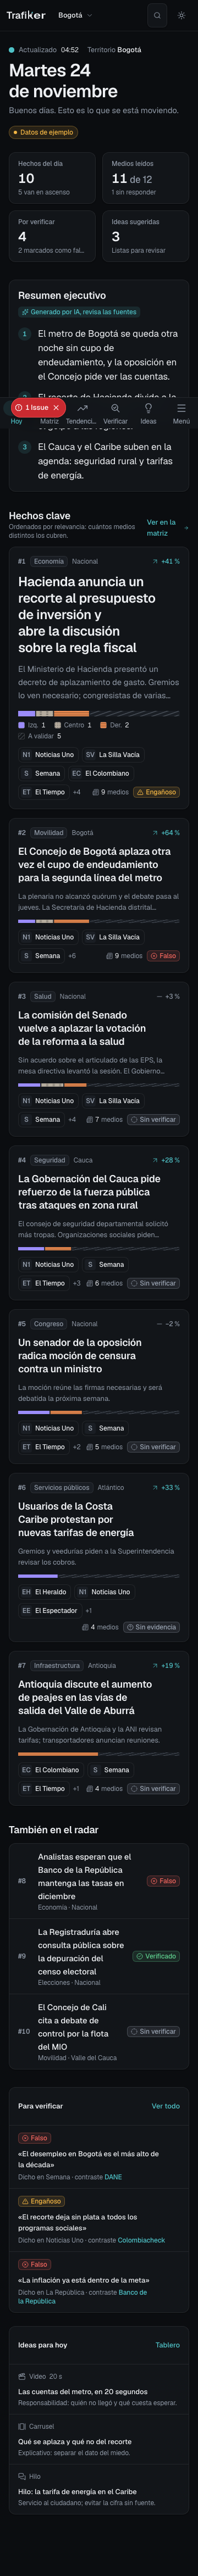 Trafiker
Bogotá
Actualizado 04:52 Territorio Bogotá
Martes 24
de noviembre
Buenos días. Esto es lo que se está moviendo.
Datos de ejemplo
Hechos del día
10
5 van en ascenso
Medios leídos
11 de 12
1 sin responder
Por verificar
4
2 marcados como fal...
Ideas sugeridas
3
Listas para revisar
Resumen ejecutivo
Generado por IA, revisa las fuentes
1 El metro de Bogotá se queda otra
noche sin cupo de
endeudamiento, y la oposición en
el Concejo pide ver las cuentas.
1 Issue
Hoy
Matriz
Tendenci...
Verificar
Ideas
Menú
3 El Cauca y el Caribe suben en la
agenda: seguridad rural y tarifas
de energía.
Hechos clave
Ordenados por relevancia: cuántos medios
distintos los cubren.
Ver en la
matriz
#1 Economía Nacional +41 %
Hacienda anuncia un
recorte al presupuesto
de inversión y
abre la discusión
sobre la regla fiscal
El Ministerio de Hacienda presentó un
decreto de aplazamiento de gasto. Gremios
lo ven necesario; congresistas de varias...
Izq. 1 Centro 1 Der. 2
A validar 5
N1 Noticias Uno SV La Silla Vacía
S Semana EC El Colombiano
ET El Tiempo +4 9 medios Engañoso
#2 Movilidad Bogotá +64 %
El Concejo de Bogotá aplaza otra
vez el cupo de endeudamiento
para la segunda línea del metro
La plenaria no alcanzó quórum y el debate pasa al
jueves. La Secretaría de Hacienda distrital...
N1 Noticias Uno SV La Silla Vacía
S Semana +6 9 medios Falso
#3 Salud Nacional +3 %
La comisión del Senado
vuelve a aplazar la votación
de la reforma a la salud
Sin acuerdo sobre el articulado de las EPS, la
mesa directiva levantó la sesión. El Gobierno...
N1 Noticias Uno SV La Silla Vacía
S Semana +4 7 medios Sin verificar
#4 Seguridad Cauca +28 %
La Gobernación del Cauca pide
refuerzo de la fuerza pública
tras ataques en zona rural
El consejo de seguridad departamental solicitó
más tropas. Organizaciones sociales piden...
N1 Noticias Uno S Semana
ET El Tiempo +3 6 medios Sin verificar
#5 Congreso Nacional −2 %
Un senador de la oposición
radica moción de censura
contra un ministro
La moción reúne las firmas necesarias y será
debatida la próxima semana.
N1 Noticias Uno S Semana
ET El Tiempo +2 5 medios Sin verificar
#6 Servicios públicos Atlántico +33 %
Usuarios de la Costa
Caribe protestan por
nuevas tarifas de energía
Gremios y veedurías piden a la Superintendencia
revisar los cobros.
EH El Heraldo N1 Noticias Uno
EE El Espectador +1
4 medios Sin evidencia
#7 Infraestructura Antioquia +19 %
Antioquia discute el aumento
de peajes en las vías de
salida del Valle de Aburrá
La Gobernación de Antioquia y la ANI revisan
tarifas; transportadores anuncian reuniones.
EC El Colombiano S Semana
ET El Tiempo +1 4 medios Sin verificar
También en el radar
#8 Analistas esperan que el
Banco de la República
mantenga las tasas en
diciembre
Economía · Nacional
Falso
#9 La Registraduría abre
consulta pública sobre
la depuración del
censo electoral
Elecciones · Nacional
Verificado
#10 El Concejo de Cali
cita a debate de
control por la flota
del MIO
Movilidad · Valle del Cauca
Sin verificar
Para verificar Ver todo
Falso
«El desempleo en Bogotá es el más alto de
la década»
Dicho en Semana · contraste DANE
Engañoso
«El recorte deja sin plata a todos los
programas sociales»
Dicho en Noticias Uno · contraste Colombiacheck
Falso
«La inflación ya está dentro de la meta»
Dicho en La República · contraste Banco de
la República
Ideas para hoy Tablero
Video 20 s
Las cuentas del metro, en 20 segundos
Responsabilidad: quién no llegó y qué cuesta esperar.
Carrusel
Qué se aplaza y qué no del recorte
Explicativo: separar el dato del miedo.
Hilo
Hilo: la tarifa de energía en el Caribe
Servicio al ciudadano; evitar la cifra sin fuente.